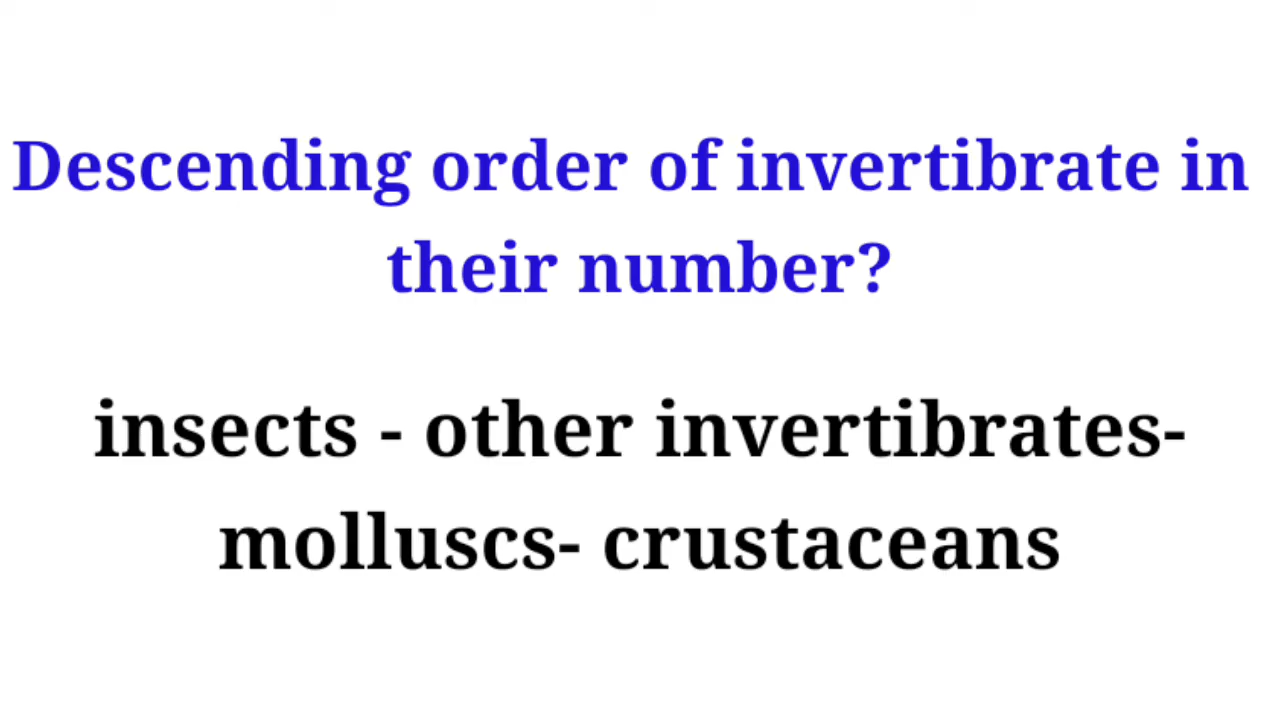 Descending order of invertibrate in
their number?
insects - other invertibrates-
molluscs- crustaceans